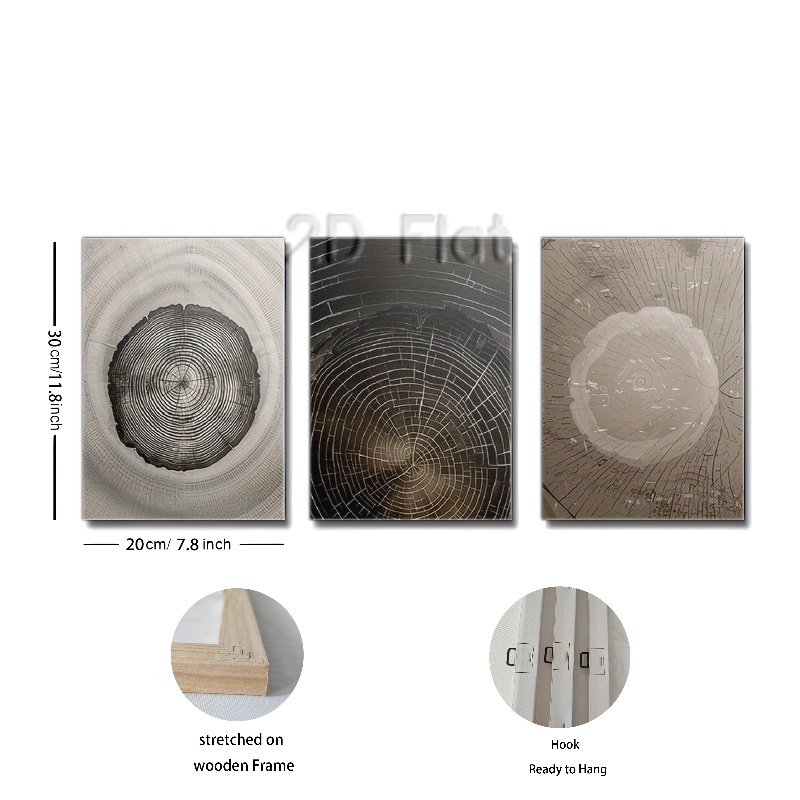 2D Flat
30cm/11.8inch
20cm/ 7.8 inch
stretched on
wooden Frame
Hook
Ready to Hang